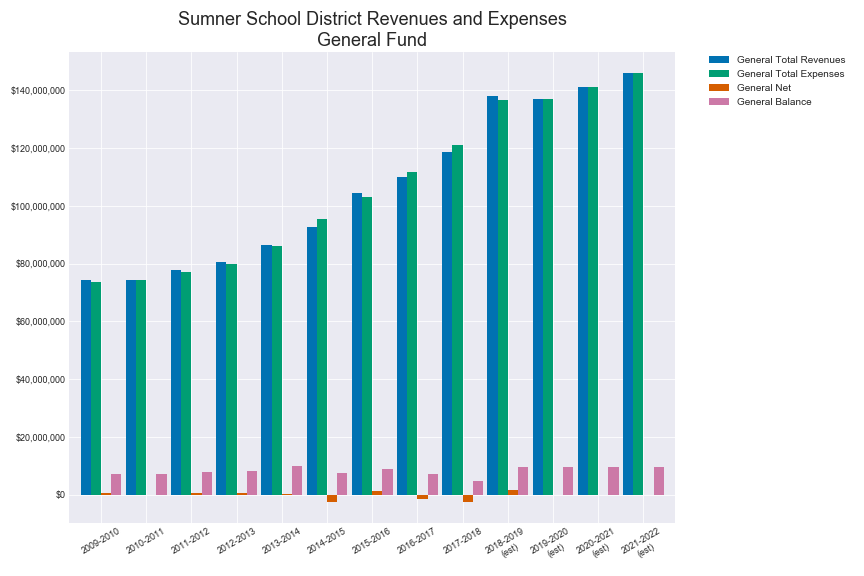 Sumner School District Revenues and Expenses
General Fund
General Total Revenues
General Total Expenses
General Net
General Balance
$140,000,000
$120,000,000
$100,000,000
$80,000,000
$60,000,000
$40,000,000
$20,000,000
$0
2009-2010
2010-2011
2011-2012
2012-2013
2013-2014
2014-2015
2015-2016
2016-2017
2017-2018
2018-2019
(est)
2019-2020
(est)
2020-2021
(est)
2021-2022
(est)